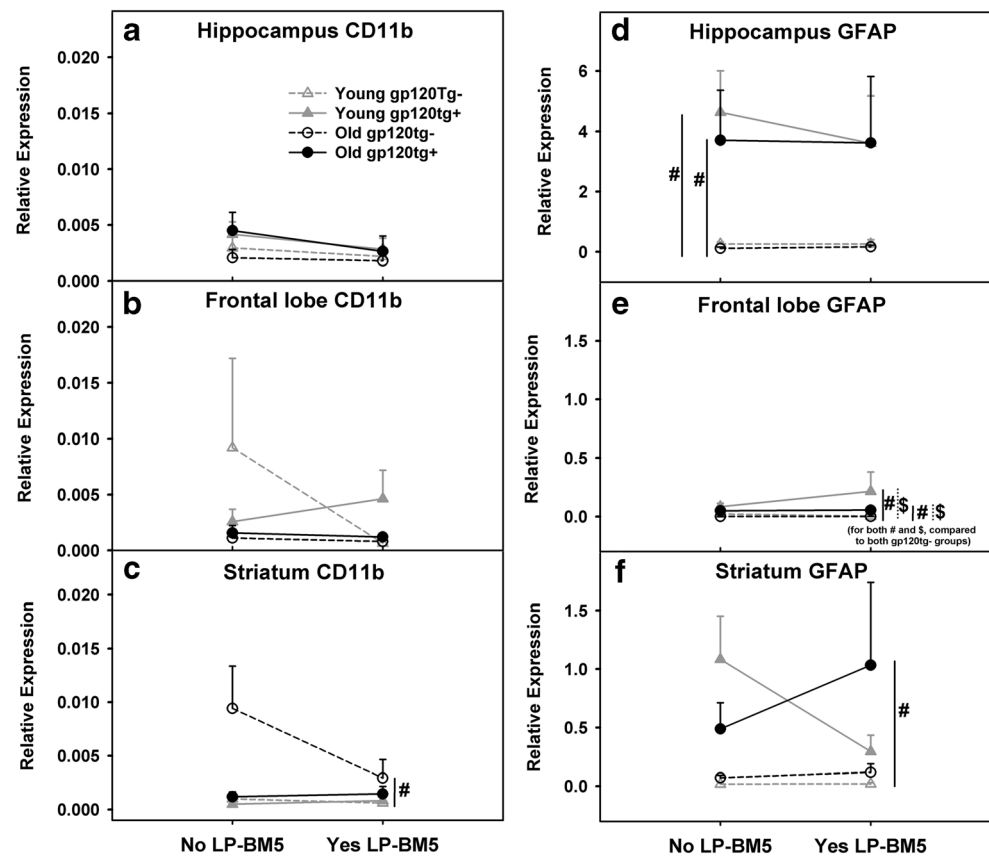 a
Hippocampus CD11b
Relative Expression
0.020
0.015
0.010
0.005
0.000
Young gp120Tg-
Young gp120tg+
Old gp120tg-
Old gp120tg+
b
Frontal lobe CD11b
Relative Expression
0.020
0.015
0.010
0.005
0.000
c
Striatum CD11b
Relative Expression
0.020
0.015
0.010
0.005
0.000
#
No LP-BM5
Yes LP-BM5
d
Hippocampus GFAP
Relative Expression
6
4
2
0
# #
e
Frontal lobe GFAP
Relative Expression
1.5
1.0
0.5
0.0
# $ # $
(for both # and $, compared
to both gp120tg- groups)
f
Striatum GFAP
Relative Expression
1.5
1.0
0.5
0.0
#
No LP-BM5
Yes LP-BM5